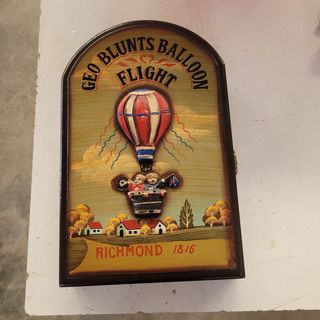 GEO BLUNTS BALLOON
FLIGHT
RICHMOND 1816